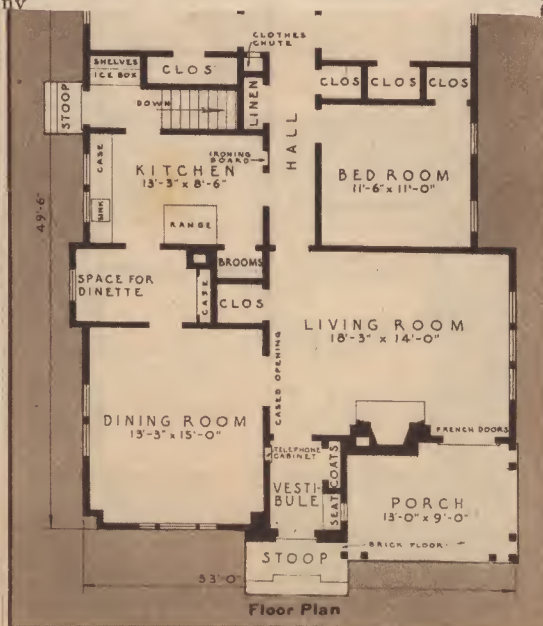 CLOTHES
CHUTE
SHELVES
ICE BOX
CLOS
CLOS
CLOS
CLOS
STOOP
DOWN
LINEN
HALL
IRONING
BOARD
CASE
KITCHEN
13'-3" x 8'-6"
BED ROOM
11'-6" x 11'-0"
SINK
RANGE
49'-6"
BROOMS
SPACE FOR
DINETTE
CASE
CLOS
LIVING ROOM
18'-3" x 14'-0"
CASED OPENING
DINING ROOM
13'-3" x 15'-0"
FRENCH DOORS
TELEPHONE
CABINET
COATS
VESTI-
BULE
SEAT
PORCH
13'-0" x 9'-0"
BRICK FLOOR
STOOP
33'-0"
Floor Plan